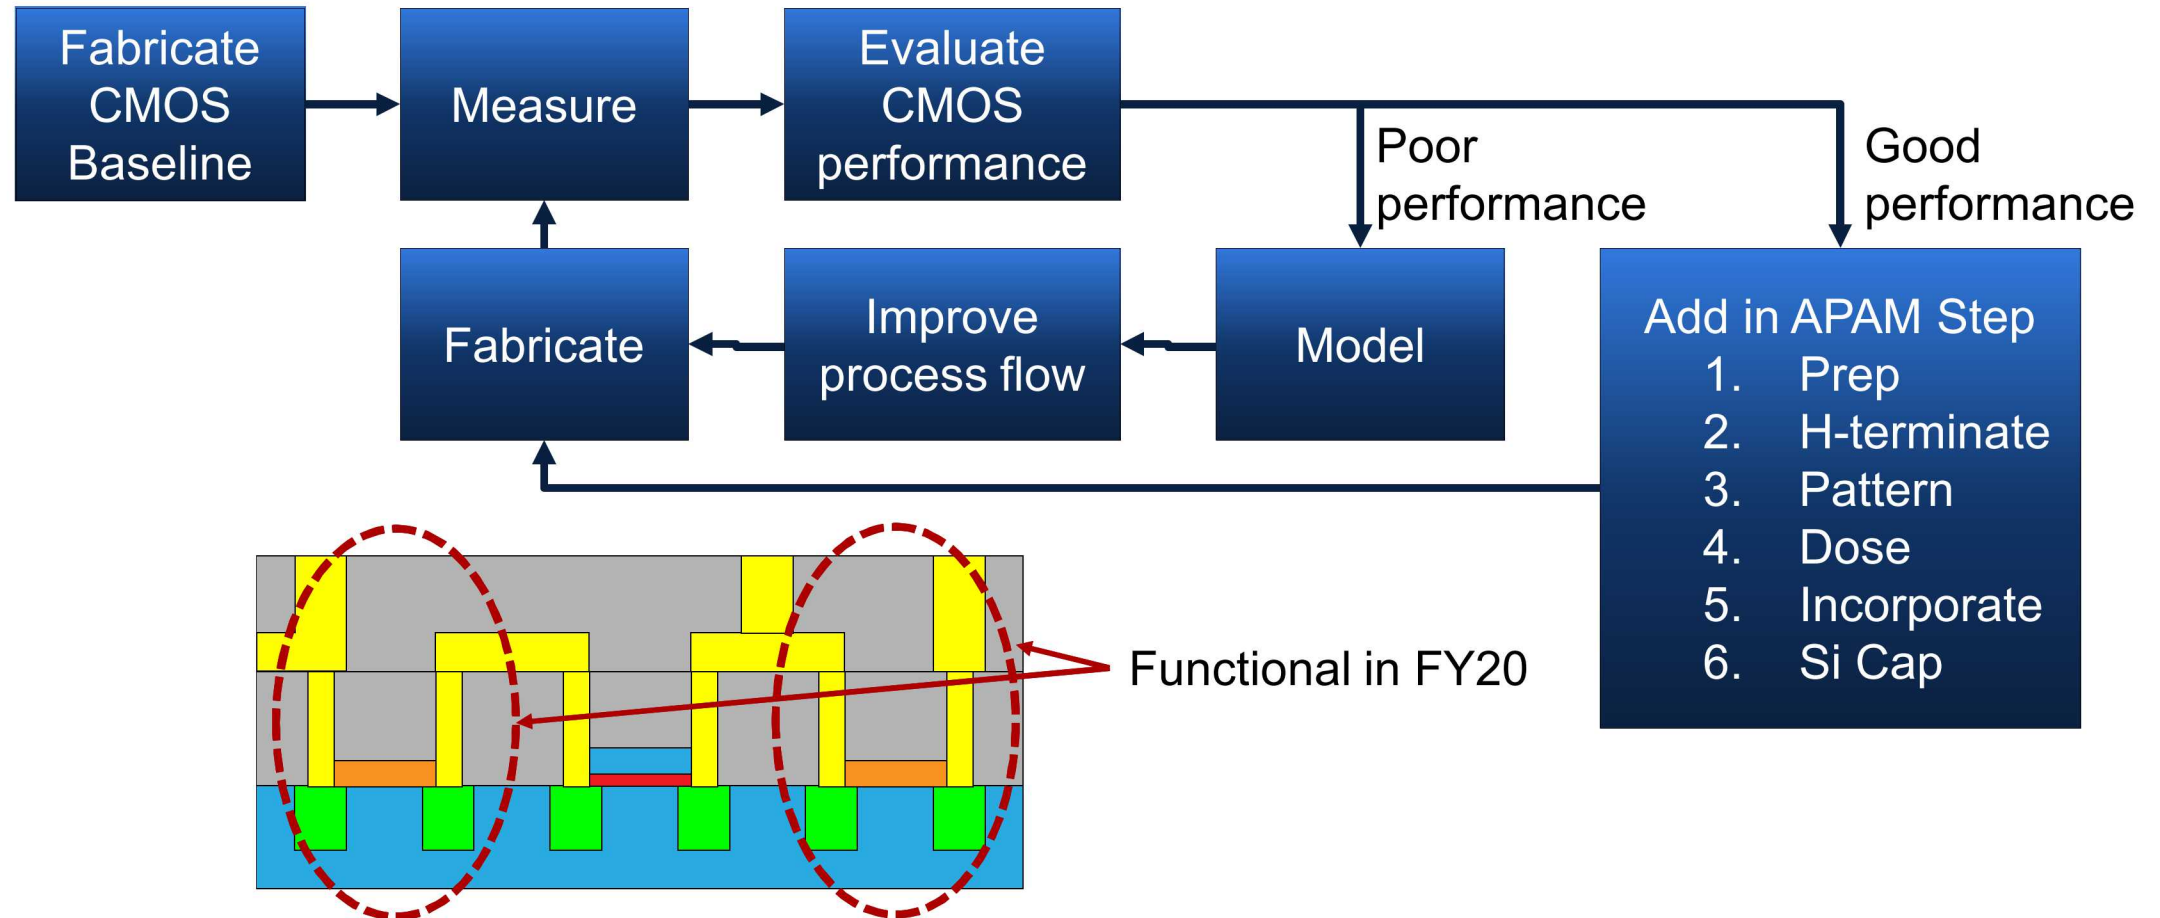 Fabricate
CMOS
Baseline
Measure
Evaluate
CMOS
performance
Poor
performance
Good
performance
Fabricate
Improve
process flow
Model
Add in APAM Step
1. Prep
2. H-terminate
3. Pattern
4. Dose
5. Incorporate
6. Si Cap
Functional in FY20